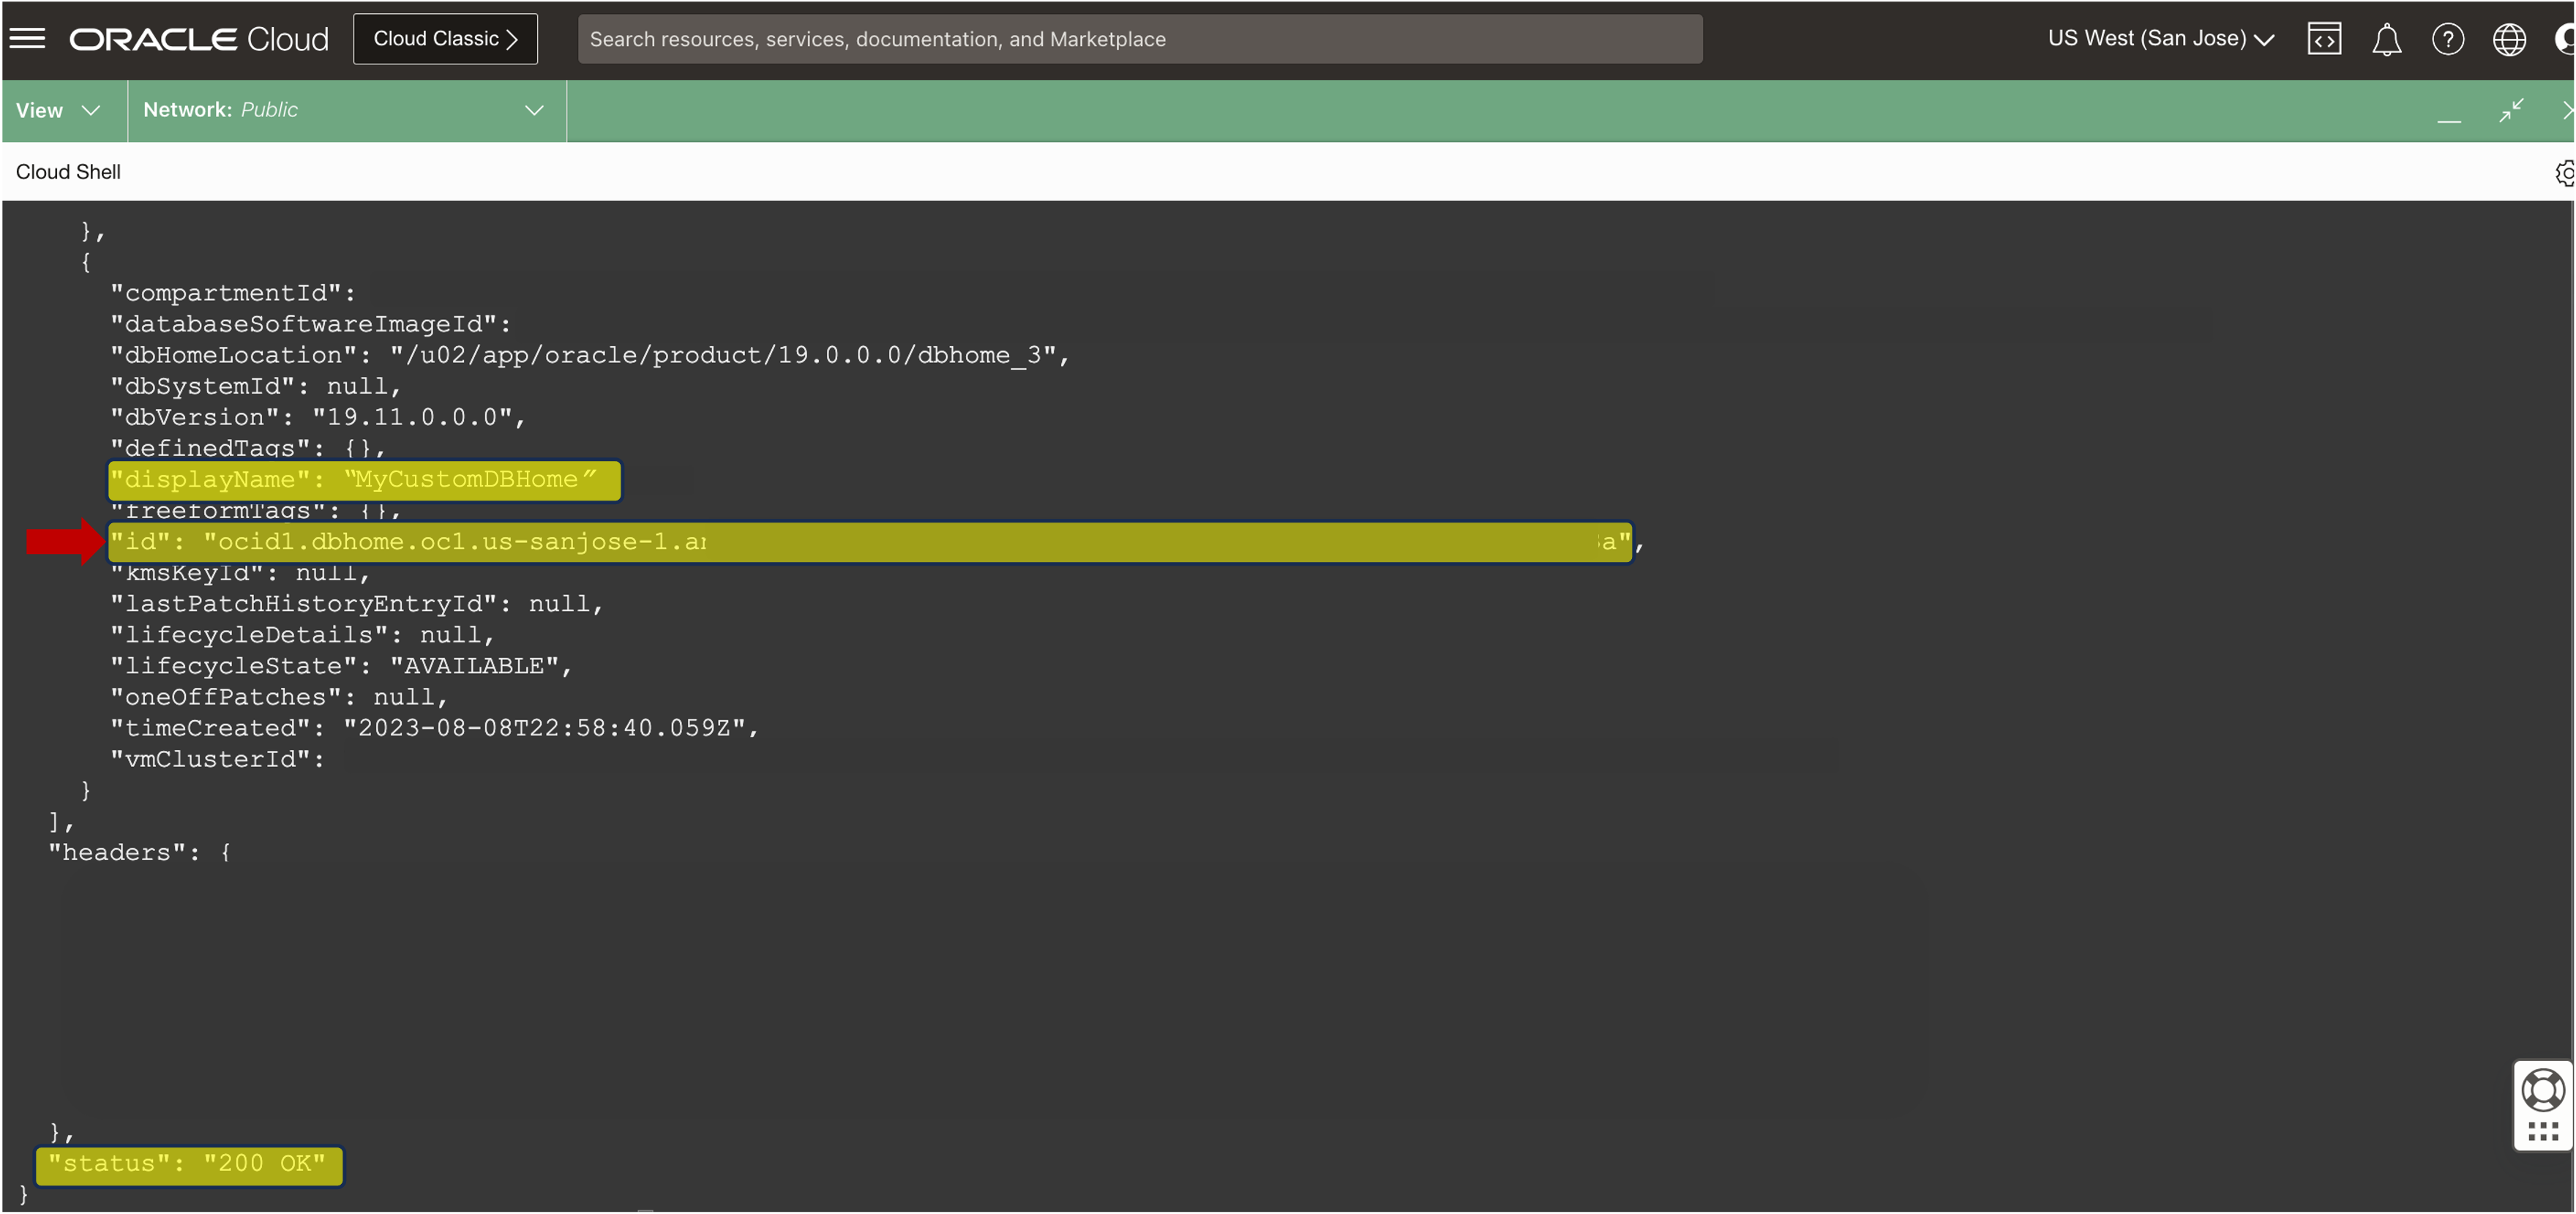 ORACLE Cloud
Cloud Classic
Search resources, services, documentation, and Marketplace
US West (San Jose)
View
Network: Public
Cloud Shell
},
{
"compartmentId":
"databaseSoftwareImageId":
"dbHomeLocation": "/u02/app/oracle/product/19.0.0.0/dbhome_3",
"dbSystemId": null,
"dbVersion": "19.11.0.0.0",
"definedTags": {},
"displayName": “MyCustomDBHome”
"freeformTags": {},
"id": "ocid1.dbhome.oc1.us-sanjose-1.an a",
"kmsKeyId": null,
"lastPatchHistoryEntryId": null,
"lifecycleDetails": null,
"lifecycleState": "AVAILABLE",
"oneOffPatches": null,
"timeCreated": "2023-08-08T22:58:40.059Z",
"vmClusterId":
}
],
"headers": {
},
"status": "200 OK"
}